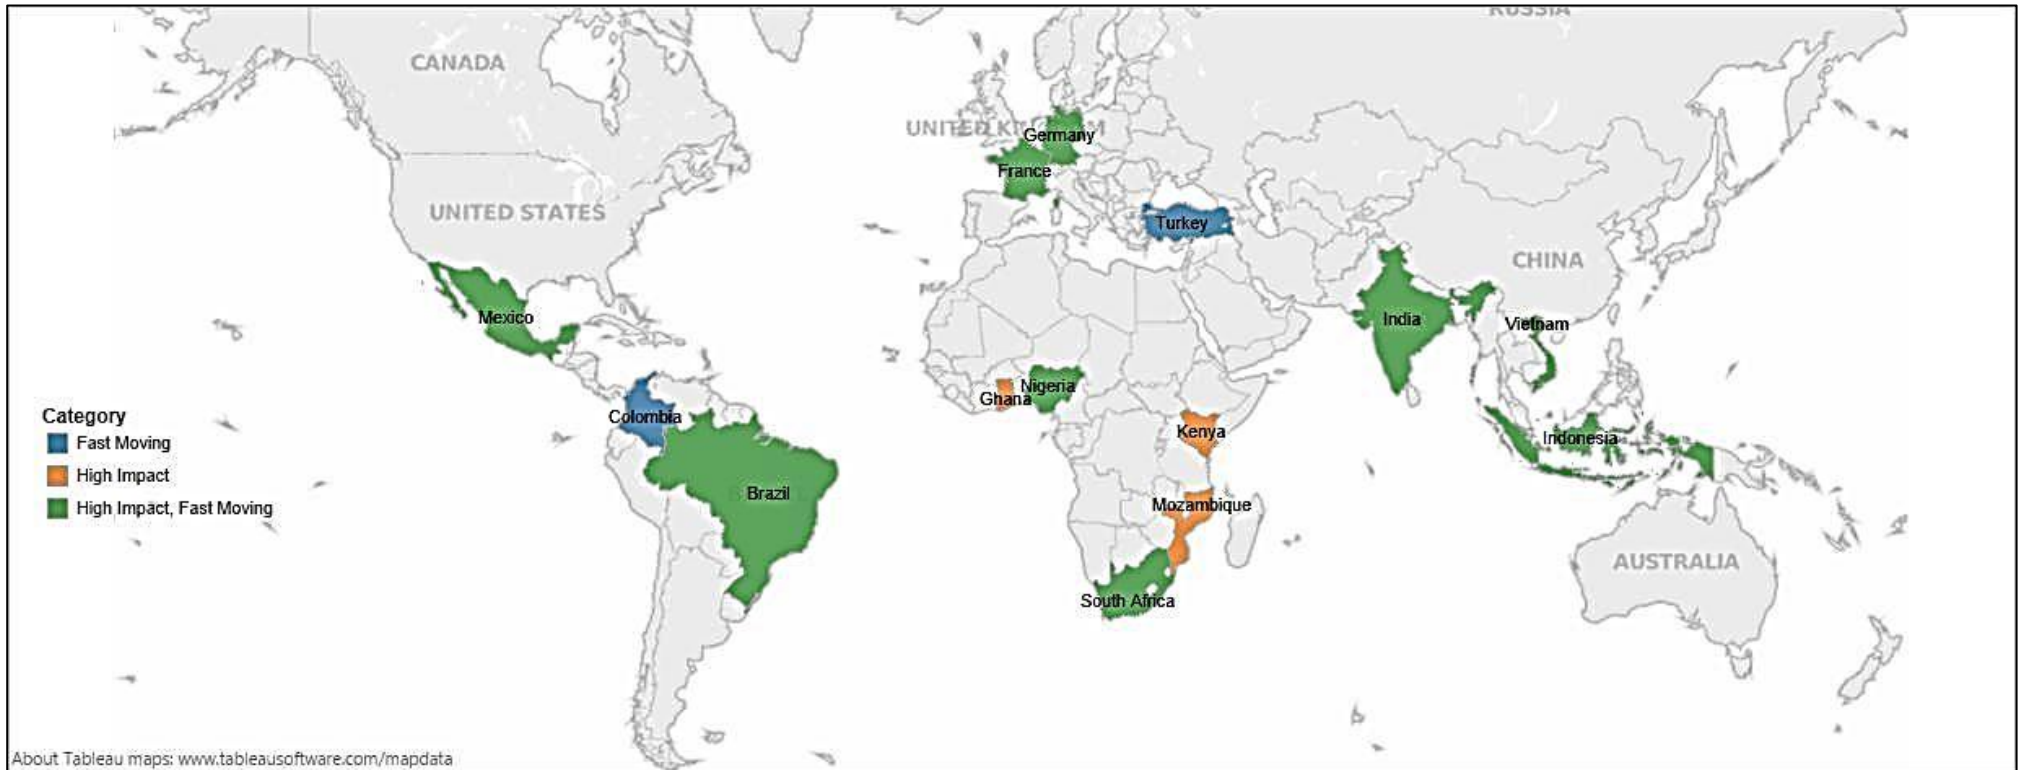 RUSSIA
CANADA
UNITED KINGDOM
Germany
France
UNITED STATES
Turkey
CHINA
Mexico
India
Vietnam
Nigeria
Ghana
Colombia
Kenya
Indonesia
Brazil
Mozambique
AUSTRALIA
South Africa
Category
Fast Moving
High Impact
High Impact, Fast Moving
About Tableau maps: www.tableausoftware.com/mapdata